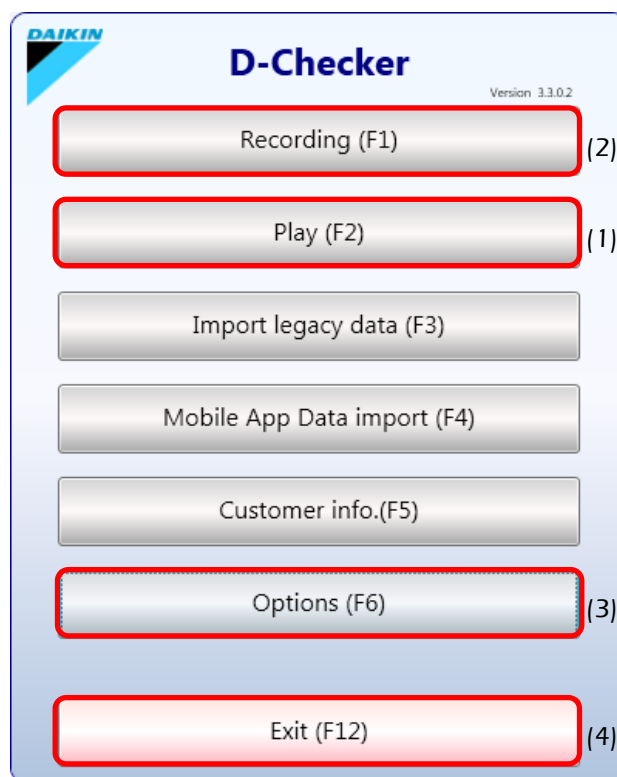 DAIKIN
D-Checker
Version 3.3.0.2
Recording (F1)
(2)
Play (F2)
(1)
Import legacy data (F3)
Mobile App Data import (F4)
Customer info.(F5)
Options (F6)
(3)
Exit (F12)
(4)